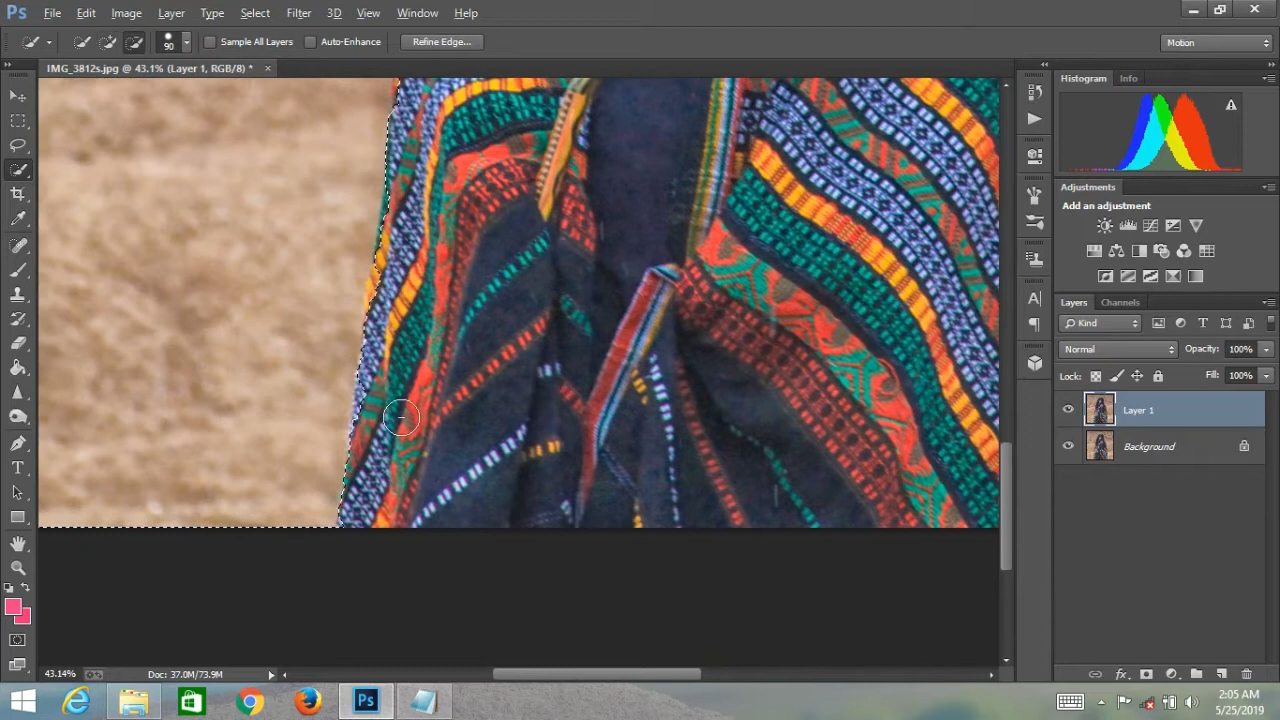 Ps File Edit Image Layer Type Select Filter 3D View Window Help
90 Sample All Layers Auto-Enhance Refine Edge... Motion
IMG_3812s.jpg @ 43.1% (Layer 1, RGB/8) * ×
Histogram Info
Adjustments
Add an adjustment
Layers Channels
Kind
Normal Opacity: 100%
Lock: Fill: 100%
Layer 1
Background
43.14% Doc: 37.0M/73.9M
Ps 2:05 AM
5/25/2019